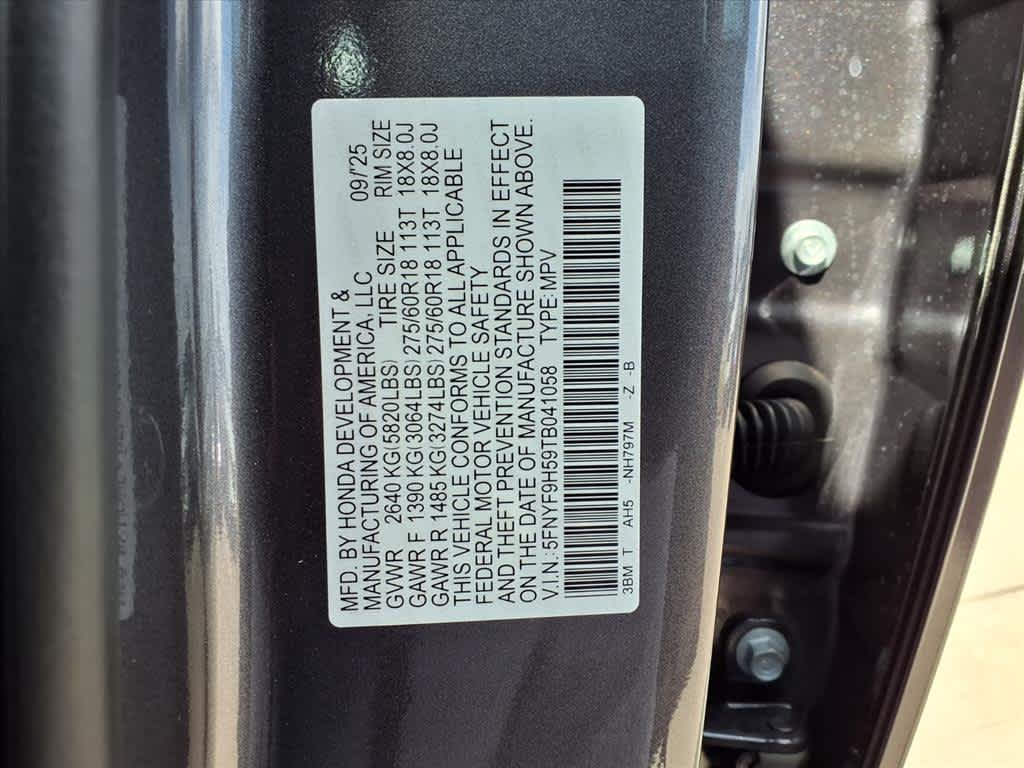 MFD. BY HONDA DEVELOPMENT &
MANUFACTURING OF AMERICA, LLC 09/'25
GVWR 2640 KG(5820LBS) TIRE SIZE RIM SIZE
GAWR F 1390 KG(3064LBS) 275/60R18 113T 18X8.0J
GAWR R 1485 KG(3274LBS) 275/60R18 113T 18X8.0J
THIS VEHICLE CONFORMS TO ALL APPLICABLE
FEDERAL MOTOR VEHICLE SAFETY
AND THEFT PREVENTION STANDARDS IN EFFECT
ON THE DATE OF MANUFACTURE SHOWN ABOVE.
V.I.N.: 5FNYF9H59TB041058 TYPE: MPV
3BM T AH5 -NH797M -Z -B